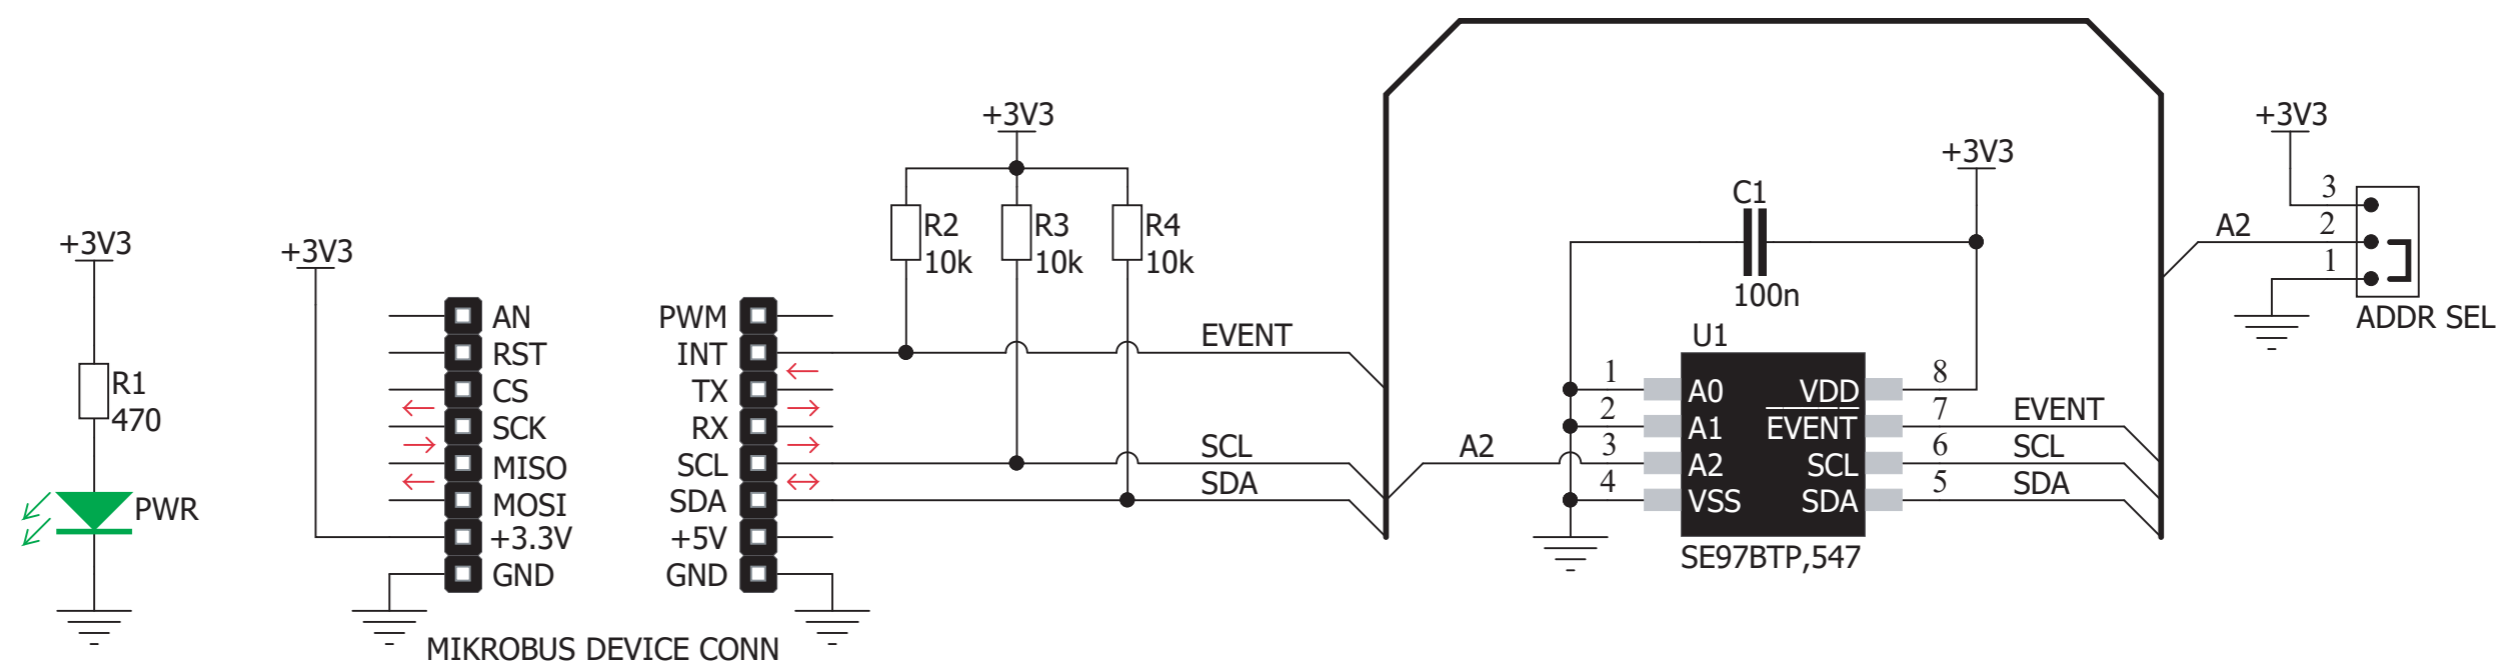 +3V3
R1
470
PWR
+3V3
AN
RST
CS
SCK
MISO
MOSI
+3.3V
GND
PWM
INT
TX
RX
SCL
SDA
+5V
GND
MIKROBUS DEVICE CONN
+3V3
R2
10k
R3
10k
R4
10k
EVENT
SCL
SDA
A2
C1
100n
+3V3
U1
1
2
3
4
A0
A1
A2
VSS
VDD
EVENT
SCL
SDA
8
7
6
5
SE97BTP,547
EVENT
SCL
SDA
A2
+3V3
3
2
1
ADDR SEL